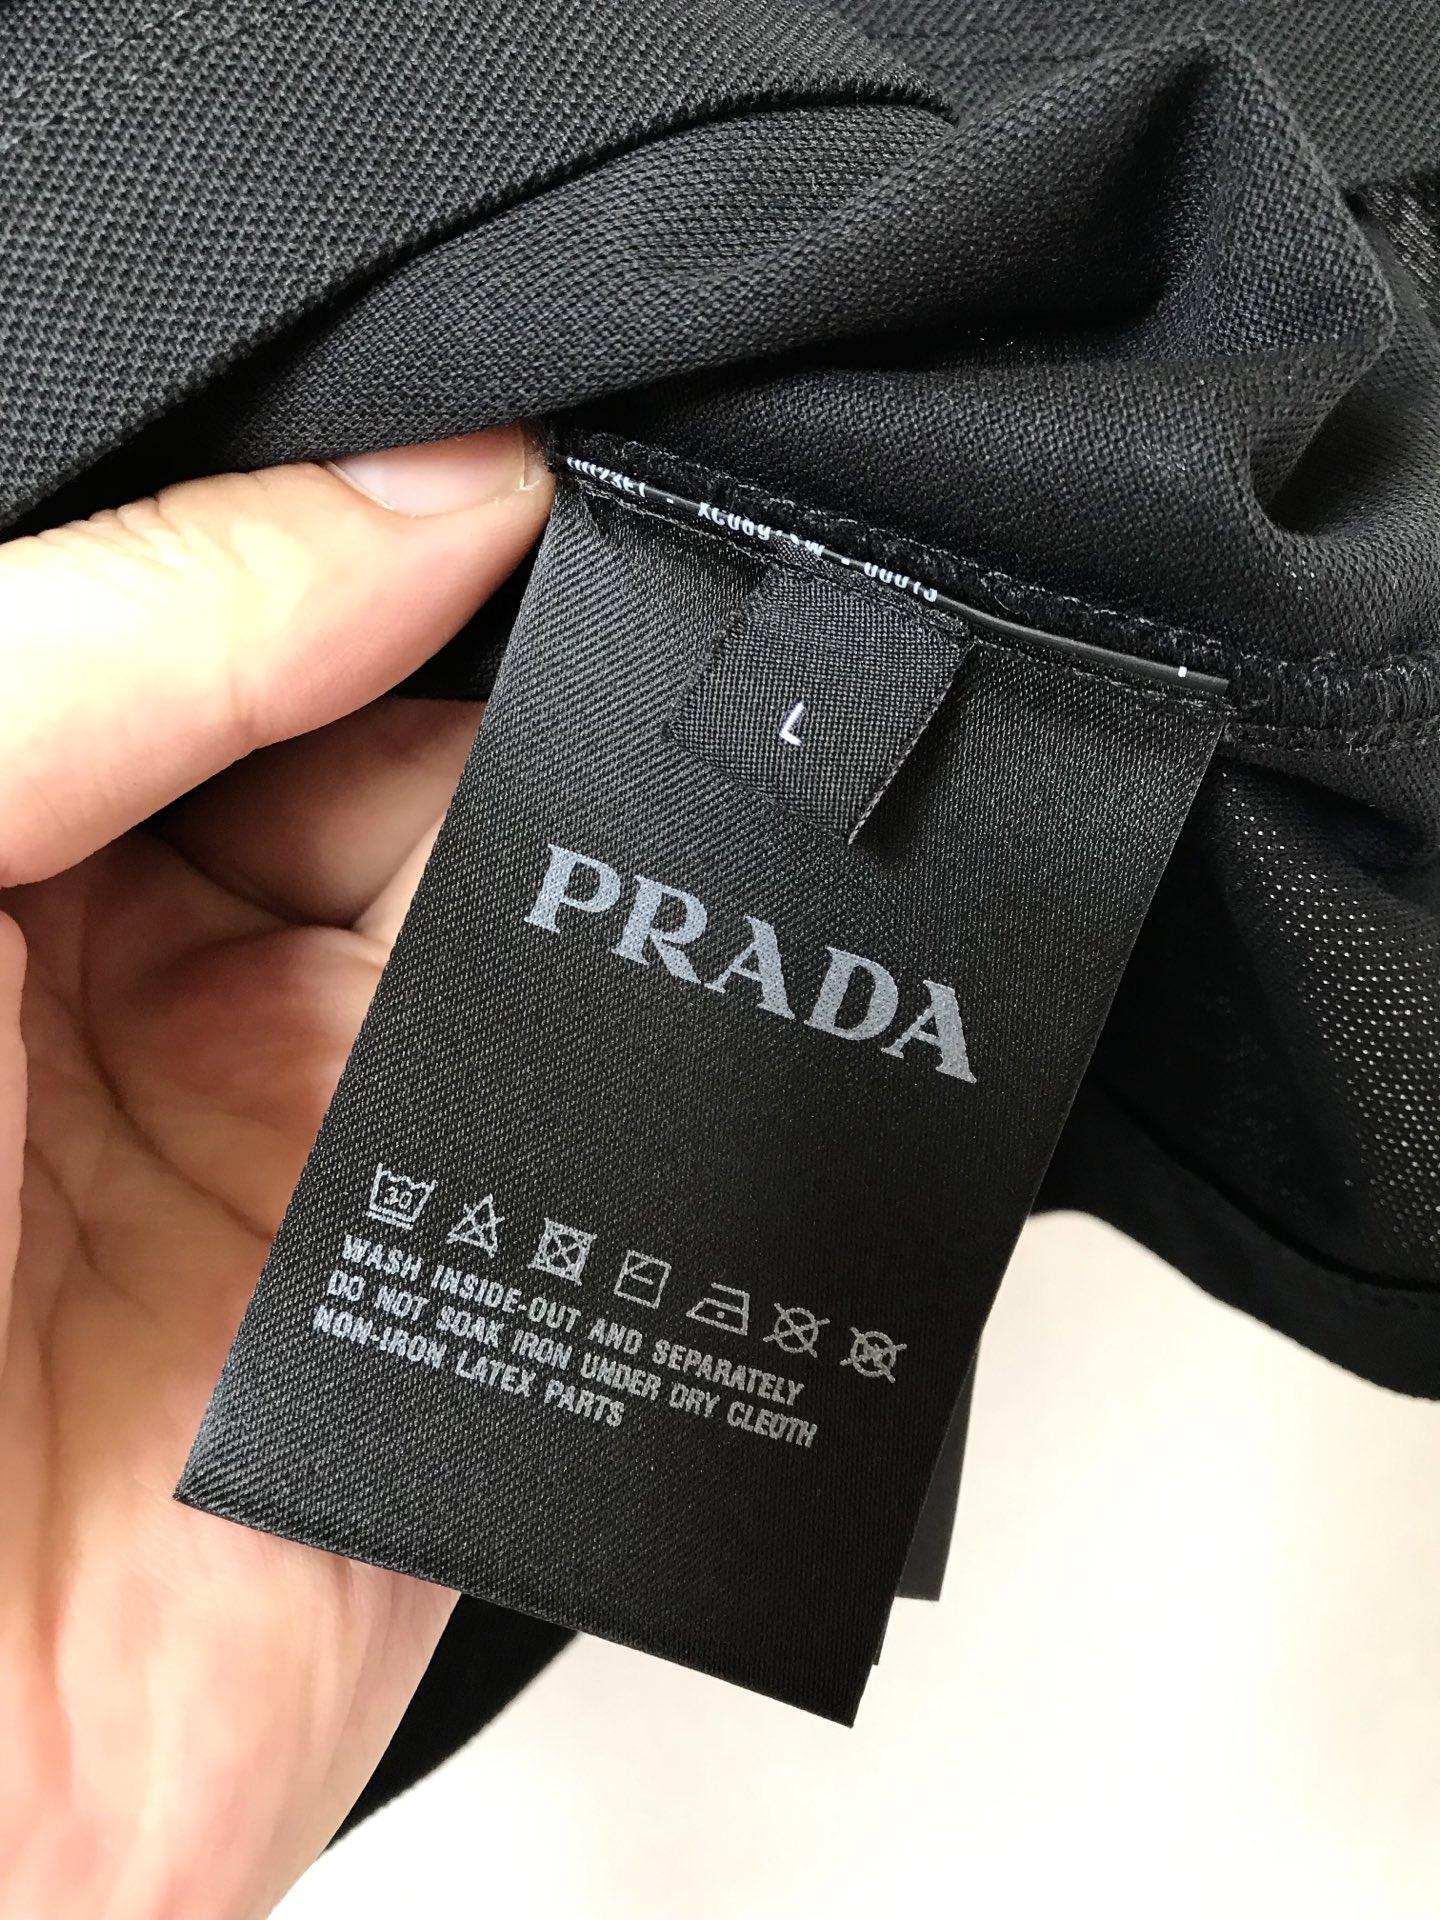 L
PRADA
30
WASH INSIDE-OUT AND SEPARATELY
DO NOT SOAK IRON UNDER DRY CLEOTH
NON-IRON LATEX PARTS